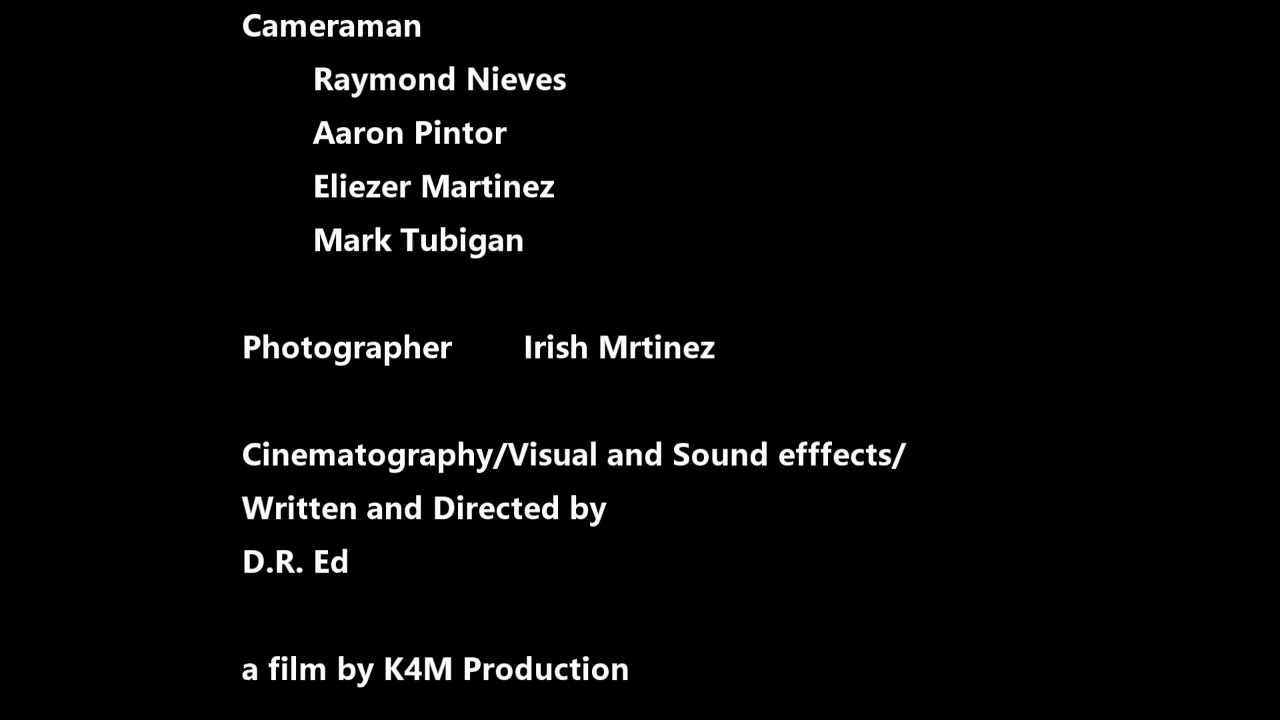 Cameraman
Raymond Nieves
Aaron Pintor
Eliezer Martinez
Mark Tubigan
Photographer Irish Mrtinez
Cinematography/Visual and Sound efffects/
Written and Directed by
D.R. Ed
a film by K4M Production